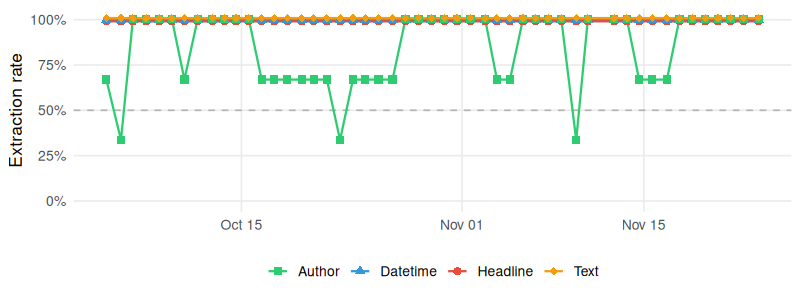 100%
75%
50%
25%
0%
Extraction rate
Oct 15 Nov 01 Nov 15
Author Datetime Headline Text